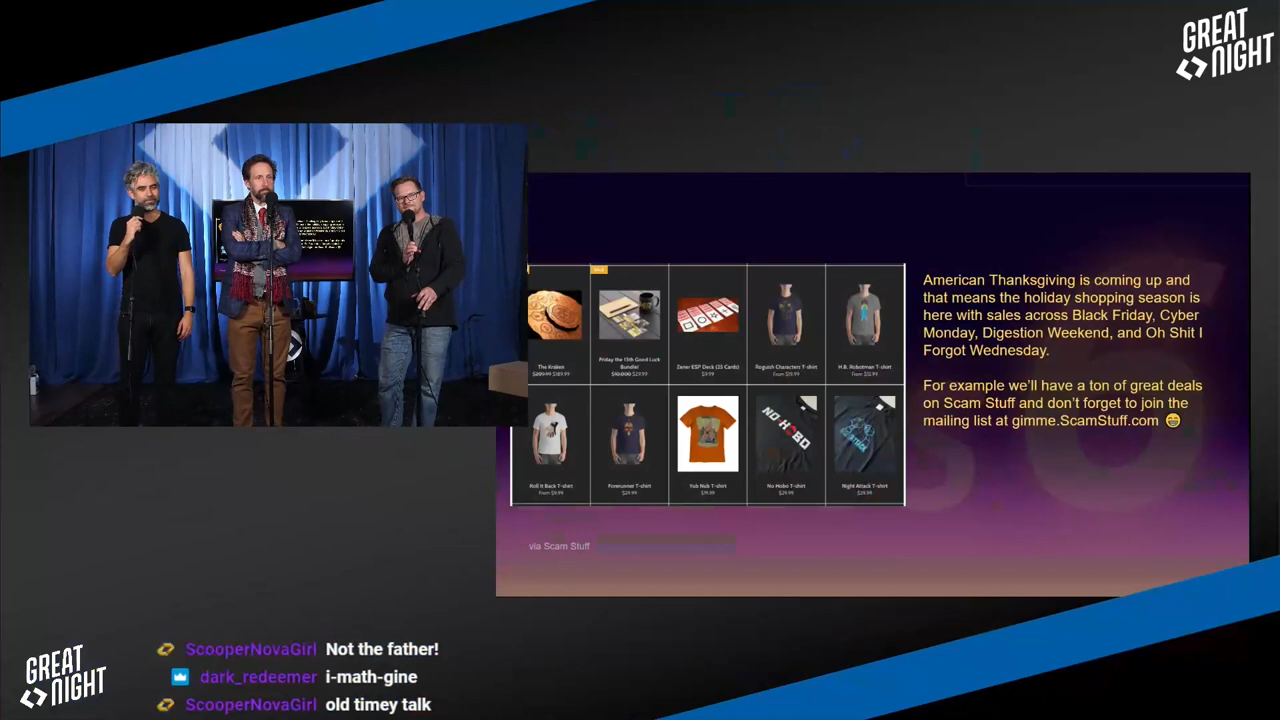 GREAT
NIGHT
SALE
The Kraken
$209.99 $189.99
Friday the 13th Good Luck
Bundle!
Zener ESP Deck (25 Cards)
$9.99
Roguish Characters T-shirt
From $19.99
H.B. Robotman T-shirt
Roll It Back T-shirt
From $9.99
Forerunner T-shirt
$29.99
Yub Nub T-shirt
$19.99
NO HOBO
No Hobo T-shirt
$29.99
Night Attack T-shirt
$29.99
American Thanksgiving is coming up and
that means the holiday shopping season is
here with sales across Black Friday, Cyber
Monday, Digestion Weekend, and Oh Shit I
Forgot Wednesday.
For example we'll have a ton of great deals
on Scam Stuff and don't forget to join the
mailing list at gimme.ScamStuff.com 😁
via Scam Stuff
GREAT
NIGHT
ScooperNovaGirl Not the father!
dark_redeemer i-math-gine
ScooperNovaGirl old timey talk